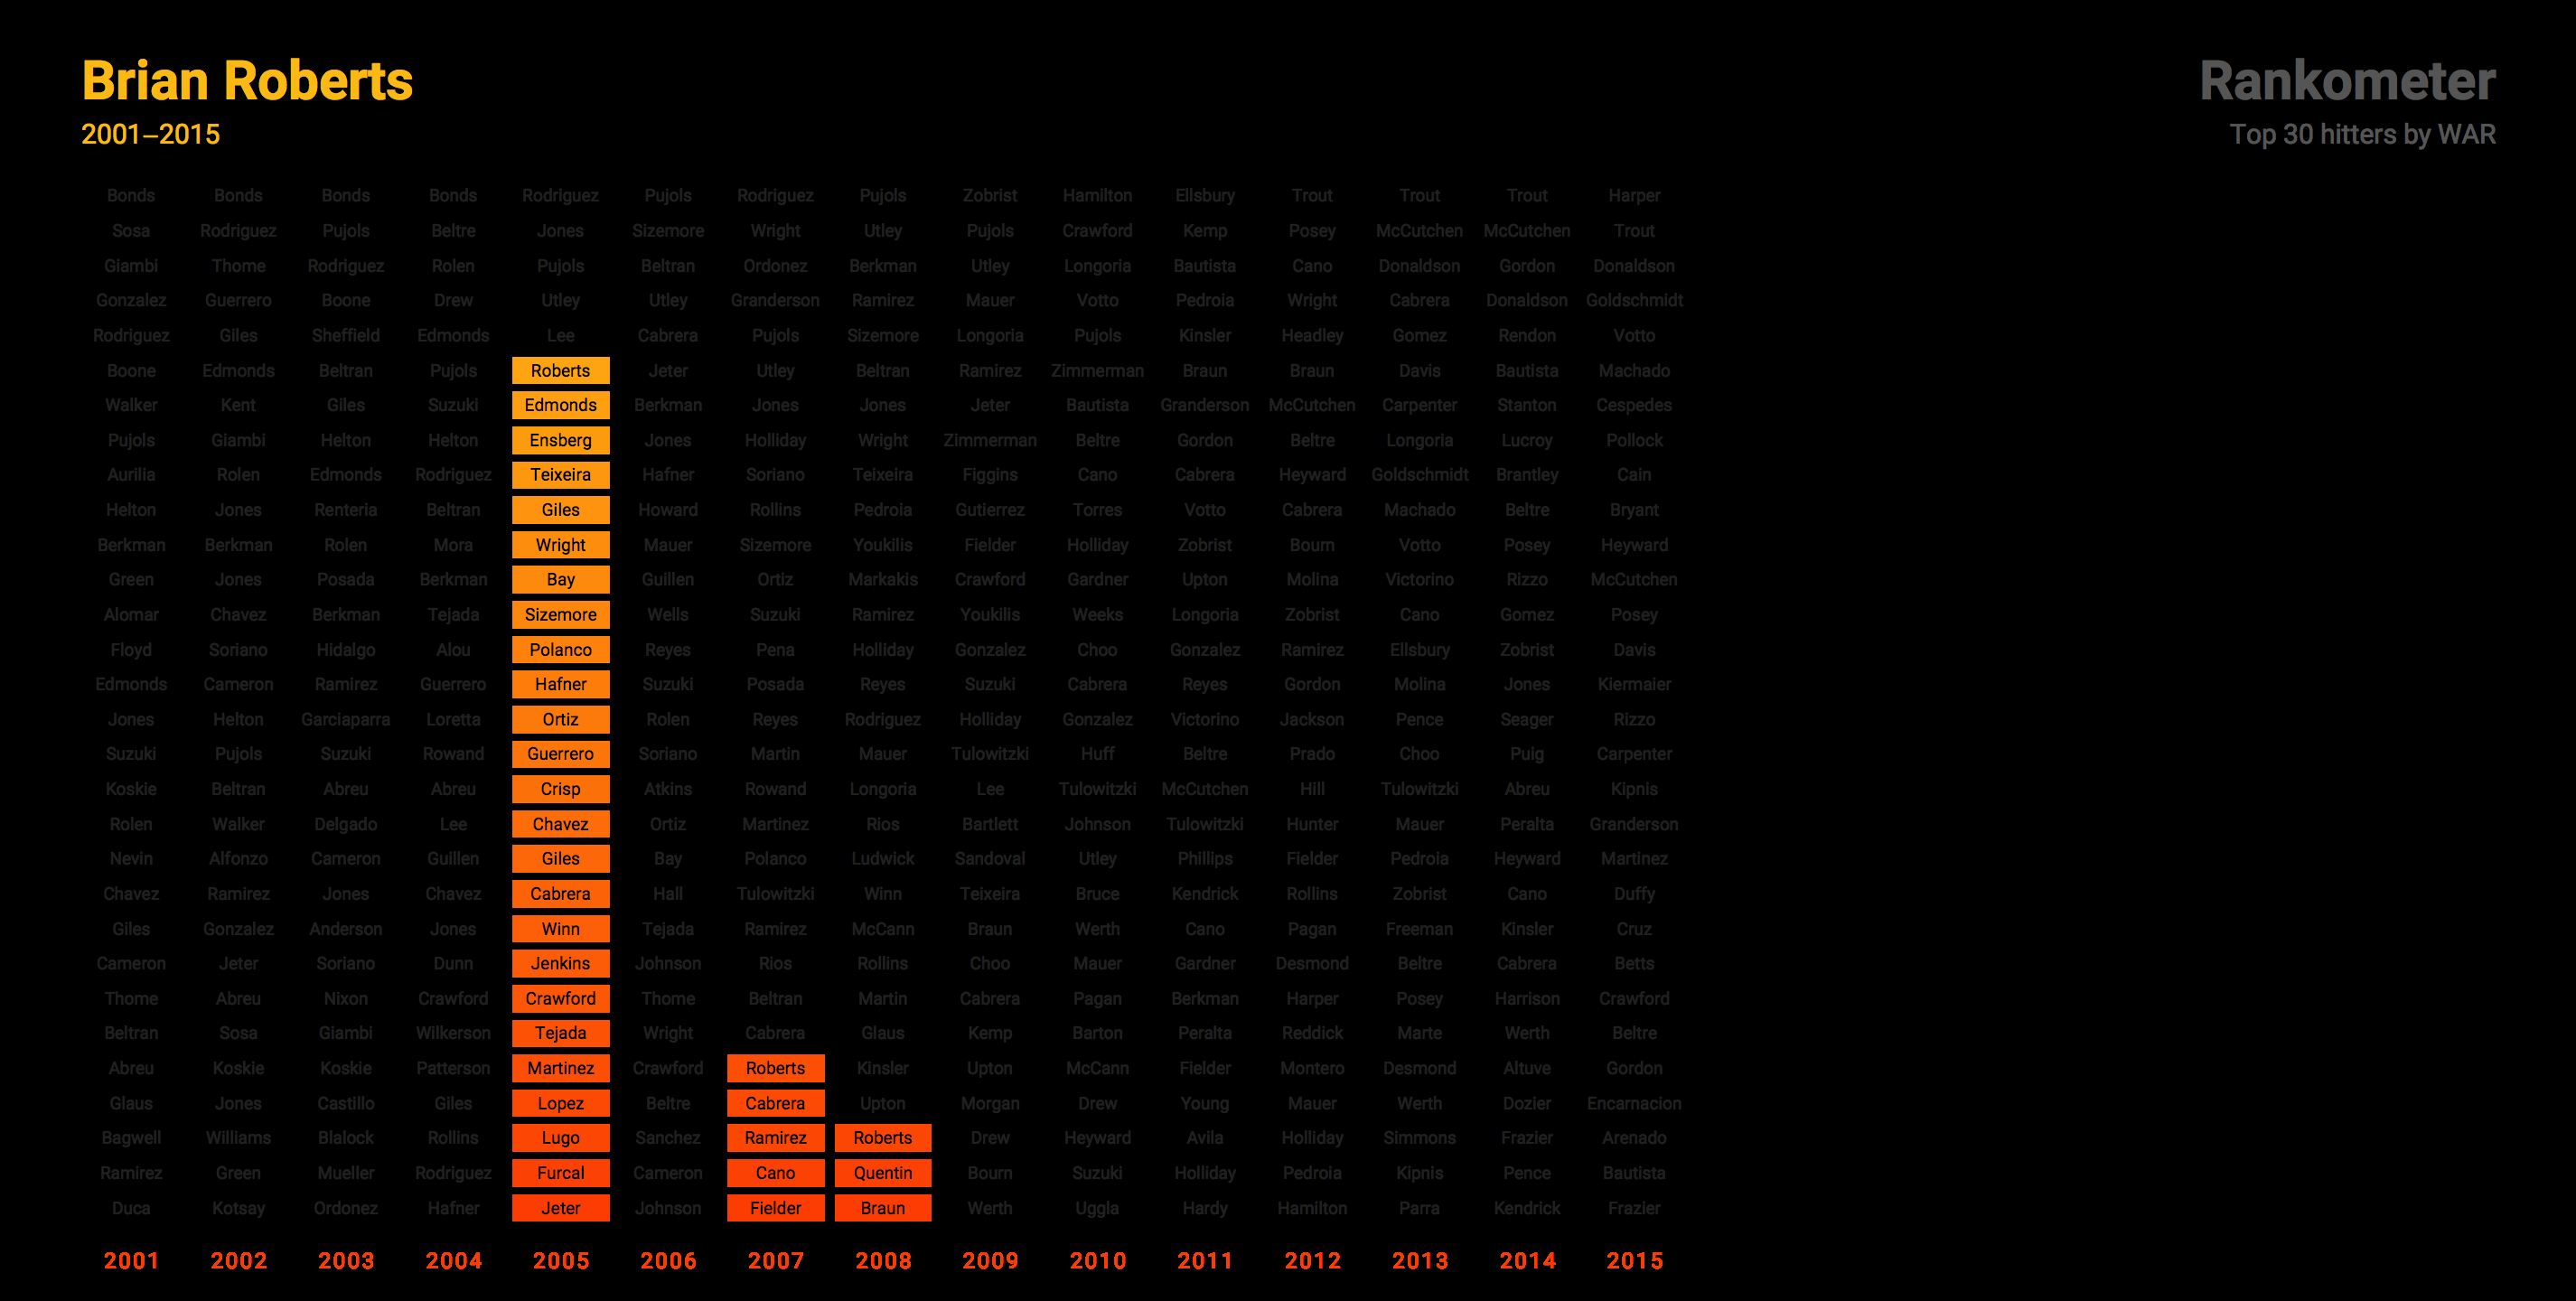 Brian Roberts
2001–2015
Rankometer
Top 30 hitters by WAR
Bonds Bonds Bonds Bonds Rodriguez Pujols Rodriguez Pujols Zobrist Hamilton Ellsbury Trout Trout Trout Harper
Sosa Rodriguez Pujols Beltre Jones Sizemore Wright Utley Pujols Crawford Kemp Posey McCutchen McCutchen Trout
Giambi Thome Rodriguez Rolen Pujols Beltran Ordonez Berkman Utley Longoria Bautista Cano Donaldson Gordon Donaldson
Gonzalez Guerrero Boone Drew Utley Utley Granderson Ramirez Mauer Votto Pedroia Wright Cabrera Donaldson Goldschmidt
Rodriguez Giles Sheffield Edmonds Lee Cabrera Pujols Sizemore Longoria Pujols Kinsler Headley Gomez Rendon Votto
Boone Edmonds Beltran Pujols Roberts Jeter Utley Beltran Ramirez Zimmerman Braun Braun Davis Bautista Machado
Walker Kent Giles Suzuki Edmonds Berkman Jones Jones Jeter Bautista Granderson McCutchen Carpenter Stanton Cespedes
Pujols Giambi Helton Helton Ensberg Jones Holliday Wright Zimmerman Beltre Gordon Beltre Longoria Lucroy Pollock
Aurilia Rolen Edmonds Rodriguez Teixeira Hafner Soriano Teixeira Figgins Cano Cabrera Heyward Goldschmidt Brantley Cain
Helton Jones Renteria Beltran Giles Howard Rollins Pedroia Gutierrez Torres Votto Cabrera Machado Beltre Bryant
Berkman Berkman Rolen Mora Wright Mauer Sizemore Youkilis Fielder Holliday Zobrist Bourn Votto Posey Heyward
Green Jones Posada Berkman Bay Guillen Ortiz Markakis Crawford Gardner Upton Molina Victorino Rizzo McCutchen
Alomar Chavez Berkman Tejada Sizemore Wells Suzuki Ramirez Youkilis Weeks Longoria Zobrist Cano Gomez Posey
Floyd Soriano Hidalgo Alou Polanco Reyes Pena Holliday Gonzalez Choo Gonzalez Ramirez Ellsbury Zobrist Davis
Edmonds Cameron Ramirez Guerrero Hafner Suzuki Posada Reyes Suzuki Cabrera Reyes Gordon Molina Jones Kiermaier
Jones Helton Garciaparra Loretta Ortiz Rolen Reyes Rodriguez Holliday Gonzalez Victorino Jackson Pence Seager Rizzo
Suzuki Pujols Suzuki Rowand Guerrero Soriano Martin Mauer Tulowitzki Huff Beltre Prado Choo Puig Carpenter
Koskie Beltran Abreu Abreu Crisp Atkins Rowand Longoria Lee Tulowitzki McCutchen Hill Tulowitzki Abreu Kipnis
Rolen Walker Delgado Lee Chavez Ortiz Martinez Rios Bartlett Johnson Tulowitzki Hunter Mauer Peralta Granderson
Nevin Alfonzo Cameron Guillen Giles Bay Polanco Ludwick Sandoval Utley Phillips Fielder Pedroia Heyward Martinez
Chavez Ramirez Jones Chavez Cabrera Hall Tulowitzki Winn Teixeira Bruce Kendrick Rollins Zobrist Cano Duffy
Giles Gonzalez Anderson Jones Winn Tejada Ramirez McCann Braun Werth Cano Pagan Freeman Kinsler Cruz
Cameron Jeter Soriano Dunn Jenkins Johnson Rios Rollins Choo Mauer Gardner Desmond Beltre Cabrera Betts
Thome Abreu Nixon Crawford Crawford Thome Beltran Martin Cabrera Pagan Berkman Harper Posey Harrison Crawford
Beltran Sosa Giambi Wilkerson Tejada Wright Cabrera Glaus Kemp Barton Peralta Reddick Marte Werth Beltre
Abreu Koskie Koskie Patterson Martinez Crawford Roberts Kinsler Upton McCann Fielder Montero Desmond Altuve Gordon
Glaus Jones Castillo Giles Lopez Beltre Cabrera Upton Morgan Drew Young Mauer Werth Dozier Encarnacion
Bagwell Williams Blalock Rollins Lugo Sanchez Ramirez Roberts Drew Heyward Avila Holliday Simmons Frazier Arenado
Ramirez Green Mueller Rodriguez Furcal Cameron Cano Quentin Bourn Suzuki Holliday Pedroia Kipnis Pence Bautista
Duca Kotsay Ordonez Hafner Jeter Johnson Fielder Braun Werth Uggla Hardy Hamilton Parra Kendrick Frazier
2001 2002 2003 2004 2005 2006 2007 2008 2009 2010 2011 2012 2013 2014 2015